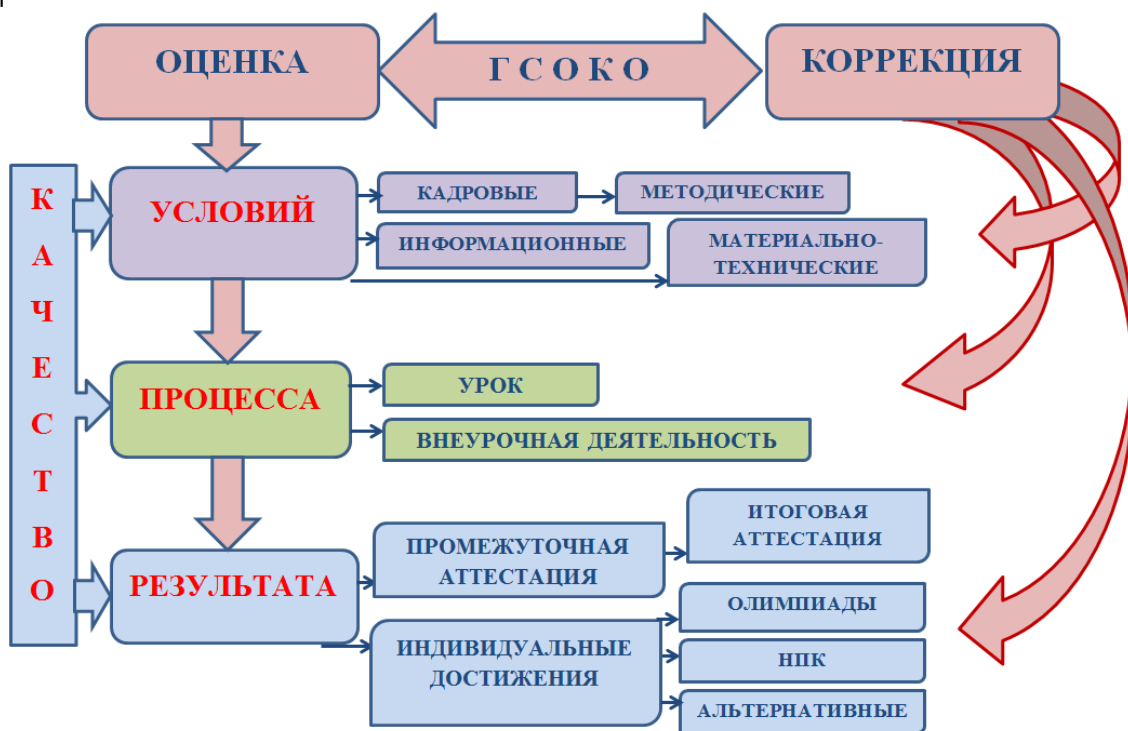 ОЦЕНКА
Г С О К О
КОРРЕКЦИЯ
К
А
Ч
Е
С
Т
В
О
УСЛОВИЙ
КАДРОВЫЕ
МЕТОДИЧЕСКИЕ
ИНФОРМАЦИОННЫЕ
МАТЕРИАЛЬНО-
ТЕХНИЧЕСКИЕ
ПРОЦЕССА
УРОК
ВНЕУРОЧНАЯ ДЕЯТЕЛЬНОСТЬ
РЕЗУЛЬТАТА
ПРОМЕЖУТОЧНАЯ
АТТЕСТАЦИЯ
ИТОГОВАЯ
АТТЕСТАЦИЯ
ИНДИВИДУАЛЬНЫЕ
ДОСТИЖЕНИЯ
ОЛИМПИАДЫ
НПК
АЛЬТЕРНАТИВНЫЕ